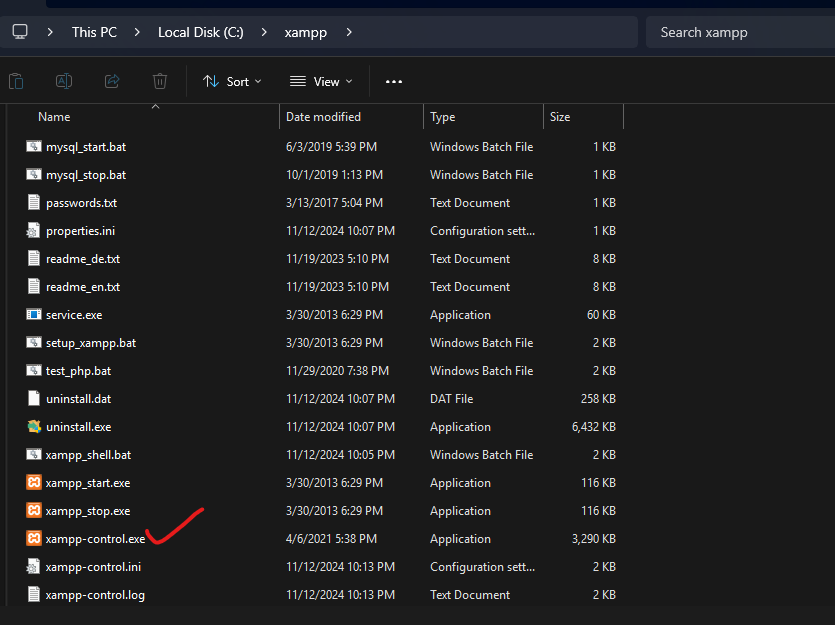 This PC > Local Disk (C:) > xampp > Search xampp
Sort View ...
Name Date modified Type Size
mysql_start.bat 6/3/2019 5:39 PM Windows Batch File 1 KB
mysql_stop.bat 10/1/2019 1:13 PM Windows Batch File 1 KB
passwords.txt 3/13/2017 5:04 PM Text Document 1 KB
properties.ini 11/12/2024 10:07 PM Configuration sett... 1 KB
readme_de.txt 11/19/2023 5:10 PM Text Document 8 KB
readme_en.txt 11/19/2023 5:10 PM Text Document 8 KB
service.exe 3/30/2013 6:29 PM Application 60 KB
setup_xampp.bat 3/30/2013 6:29 PM Windows Batch File 2 KB
test_php.bat 11/29/2020 7:38 PM Windows Batch File 2 KB
uninstall.dat 11/12/2024 10:07 PM DAT File 258 KB
uninstall.exe 11/12/2024 10:07 PM Application 6,432 KB
xampp_shell.bat 11/12/2024 10:05 PM Windows Batch File 2 KB
xampp_start.exe 3/30/2013 6:29 PM Application 116 KB
xampp_stop.exe 3/30/2013 6:29 PM Application 116 KB
xampp-control.exe 4/6/2021 5:38 PM Application 3,290 KB
xampp-control.ini 11/12/2024 10:13 PM Configuration sett... 2 KB
xampp-control.log 11/12/2024 10:13 PM Text Document 2 KB